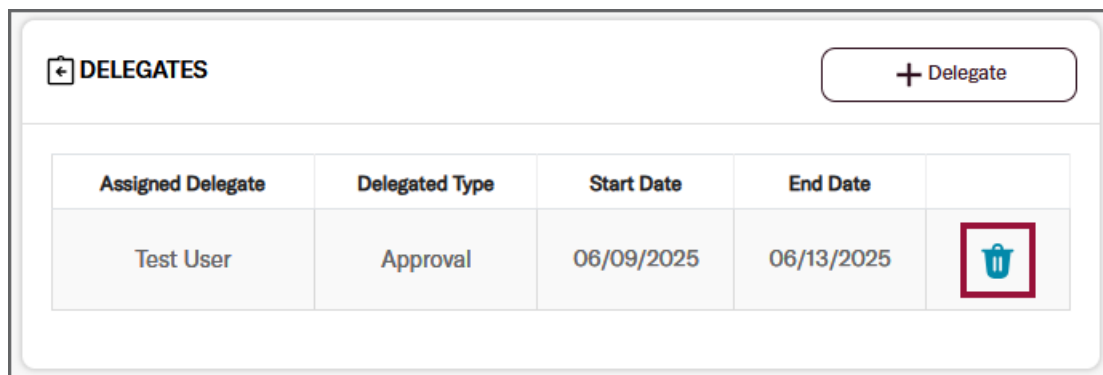 DELEGATES
+ Delegate
Assigned Delegate Delegated Type Start Date End Date
Test User Approval 06/09/2025 06/13/2025